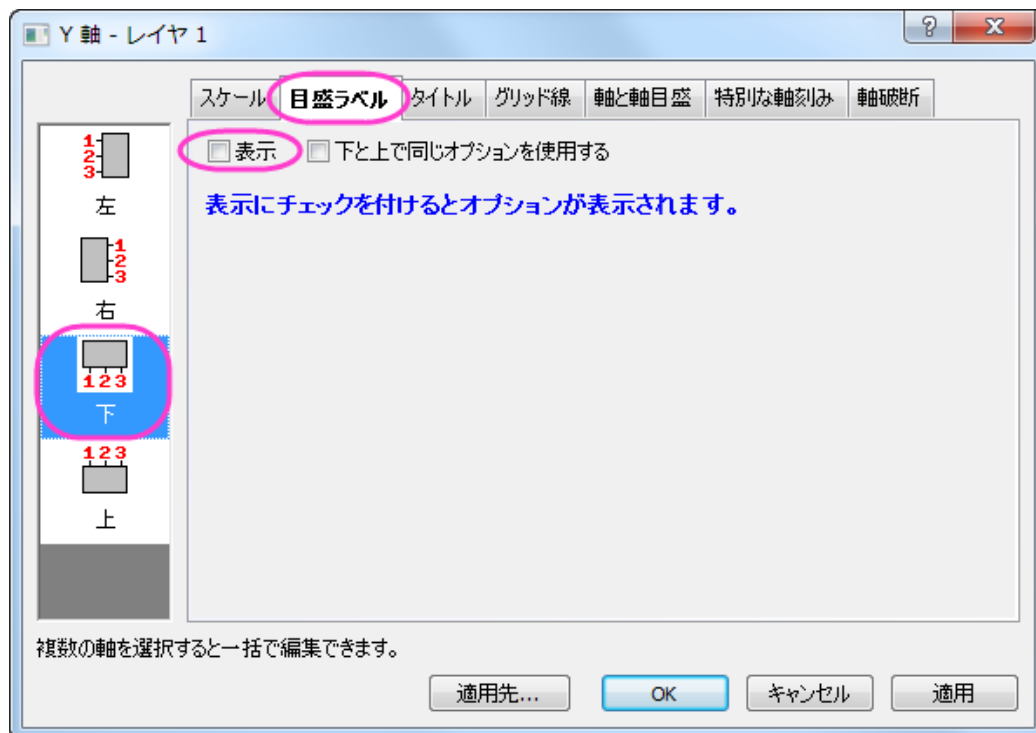 Y 軸 - レイヤ 1
スケール 目盛ラベル タイトル グリッド線 軸と軸目盛 特別な軸刻み 軸破断
表示 下と上で同じオプションを使用する
表示にチェックを付けるとオプションが表示されます。
1
2
3
左
1
2
3
右
1 2 3
下
1 2 3
上
複数の軸を選択すると一括で編集できます。
適用先... OK キャンセル 適用